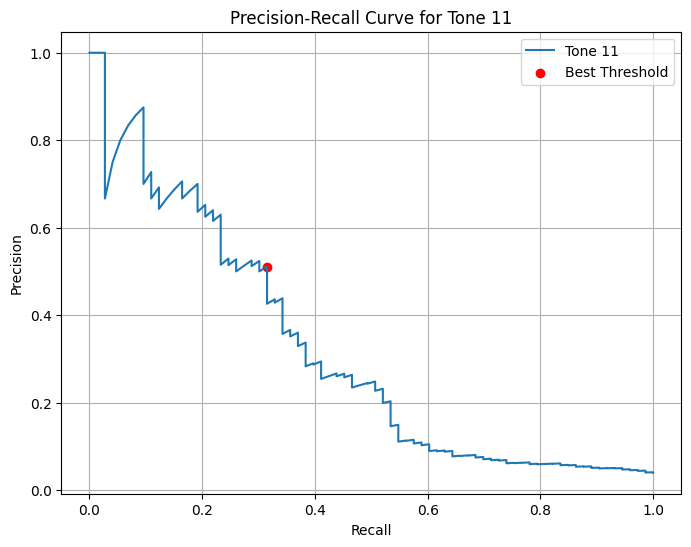 Precision-Recall Curve for Tone 11
Tone 11
Best Threshold
Precision
1.0
0.8
0.6
0.4
0.2
0.0
0.0 0.2 0.4 0.6 0.8 1.0
Recall